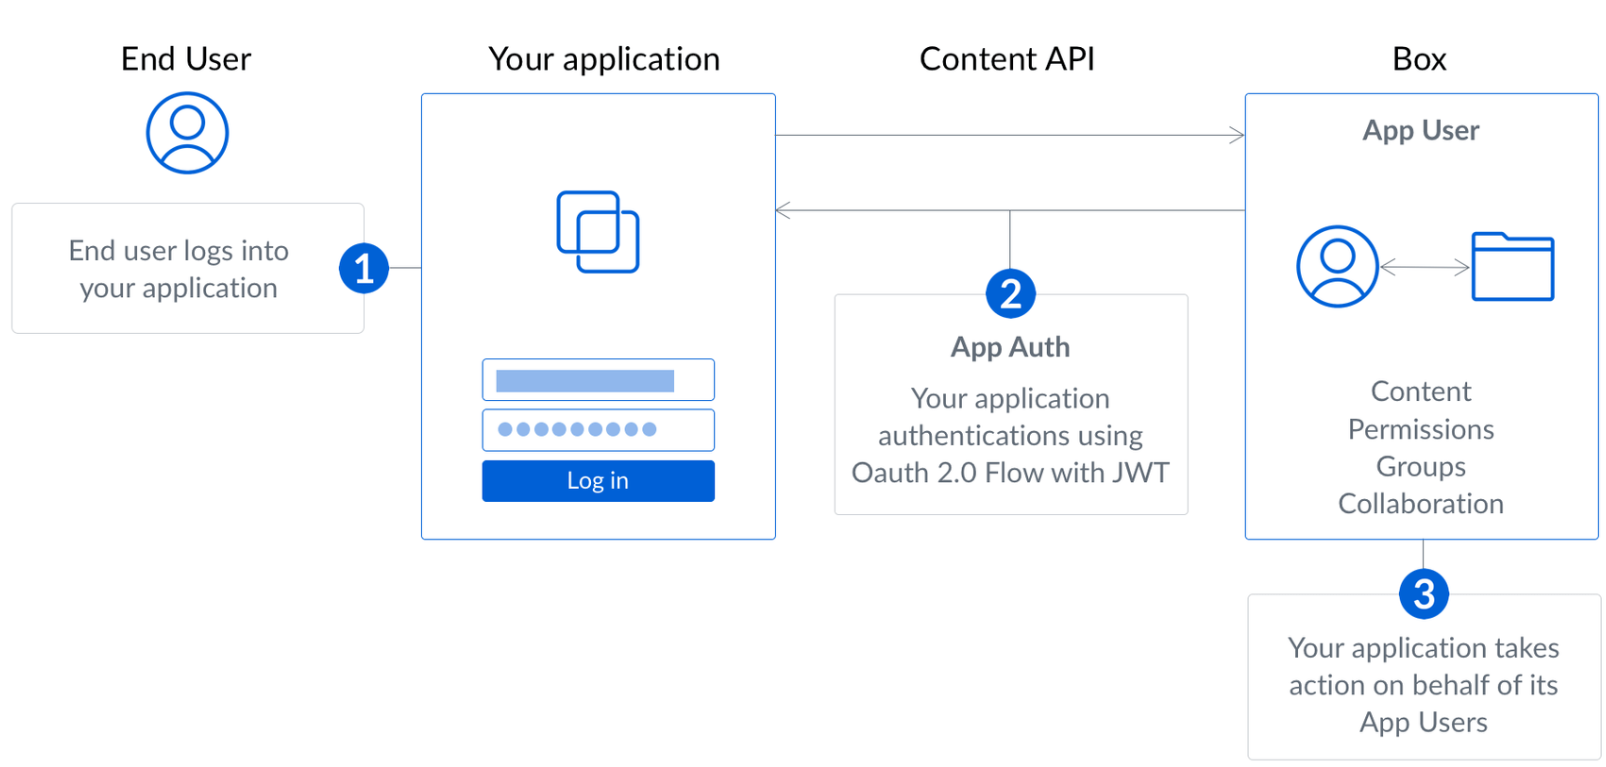 End User
Your application
Content API
Box
End user logs into
your application
1
Log in
2
App Auth
Your application
authentications using
Oauth 2.0 Flow with JWT
App User
Content
Permissions
Groups
Collaboration
3
Your application takes
action on behalf of its
App Users